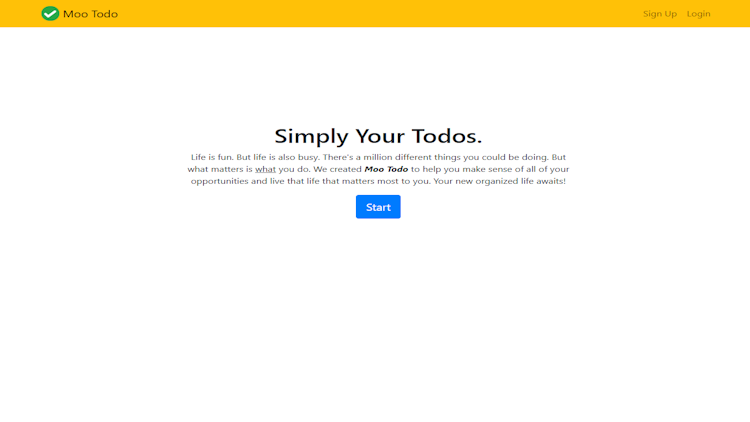 Moo Todo
Sign Up Login
Simply Your Todos.
Life is fun. But life is also busy. There's a million different things you could be doing. But
what matters is what you do. We created Moo Todo to help you make sense of all of your
opportunities and live that life that matters most to you. Your new organized life awaits!
Start